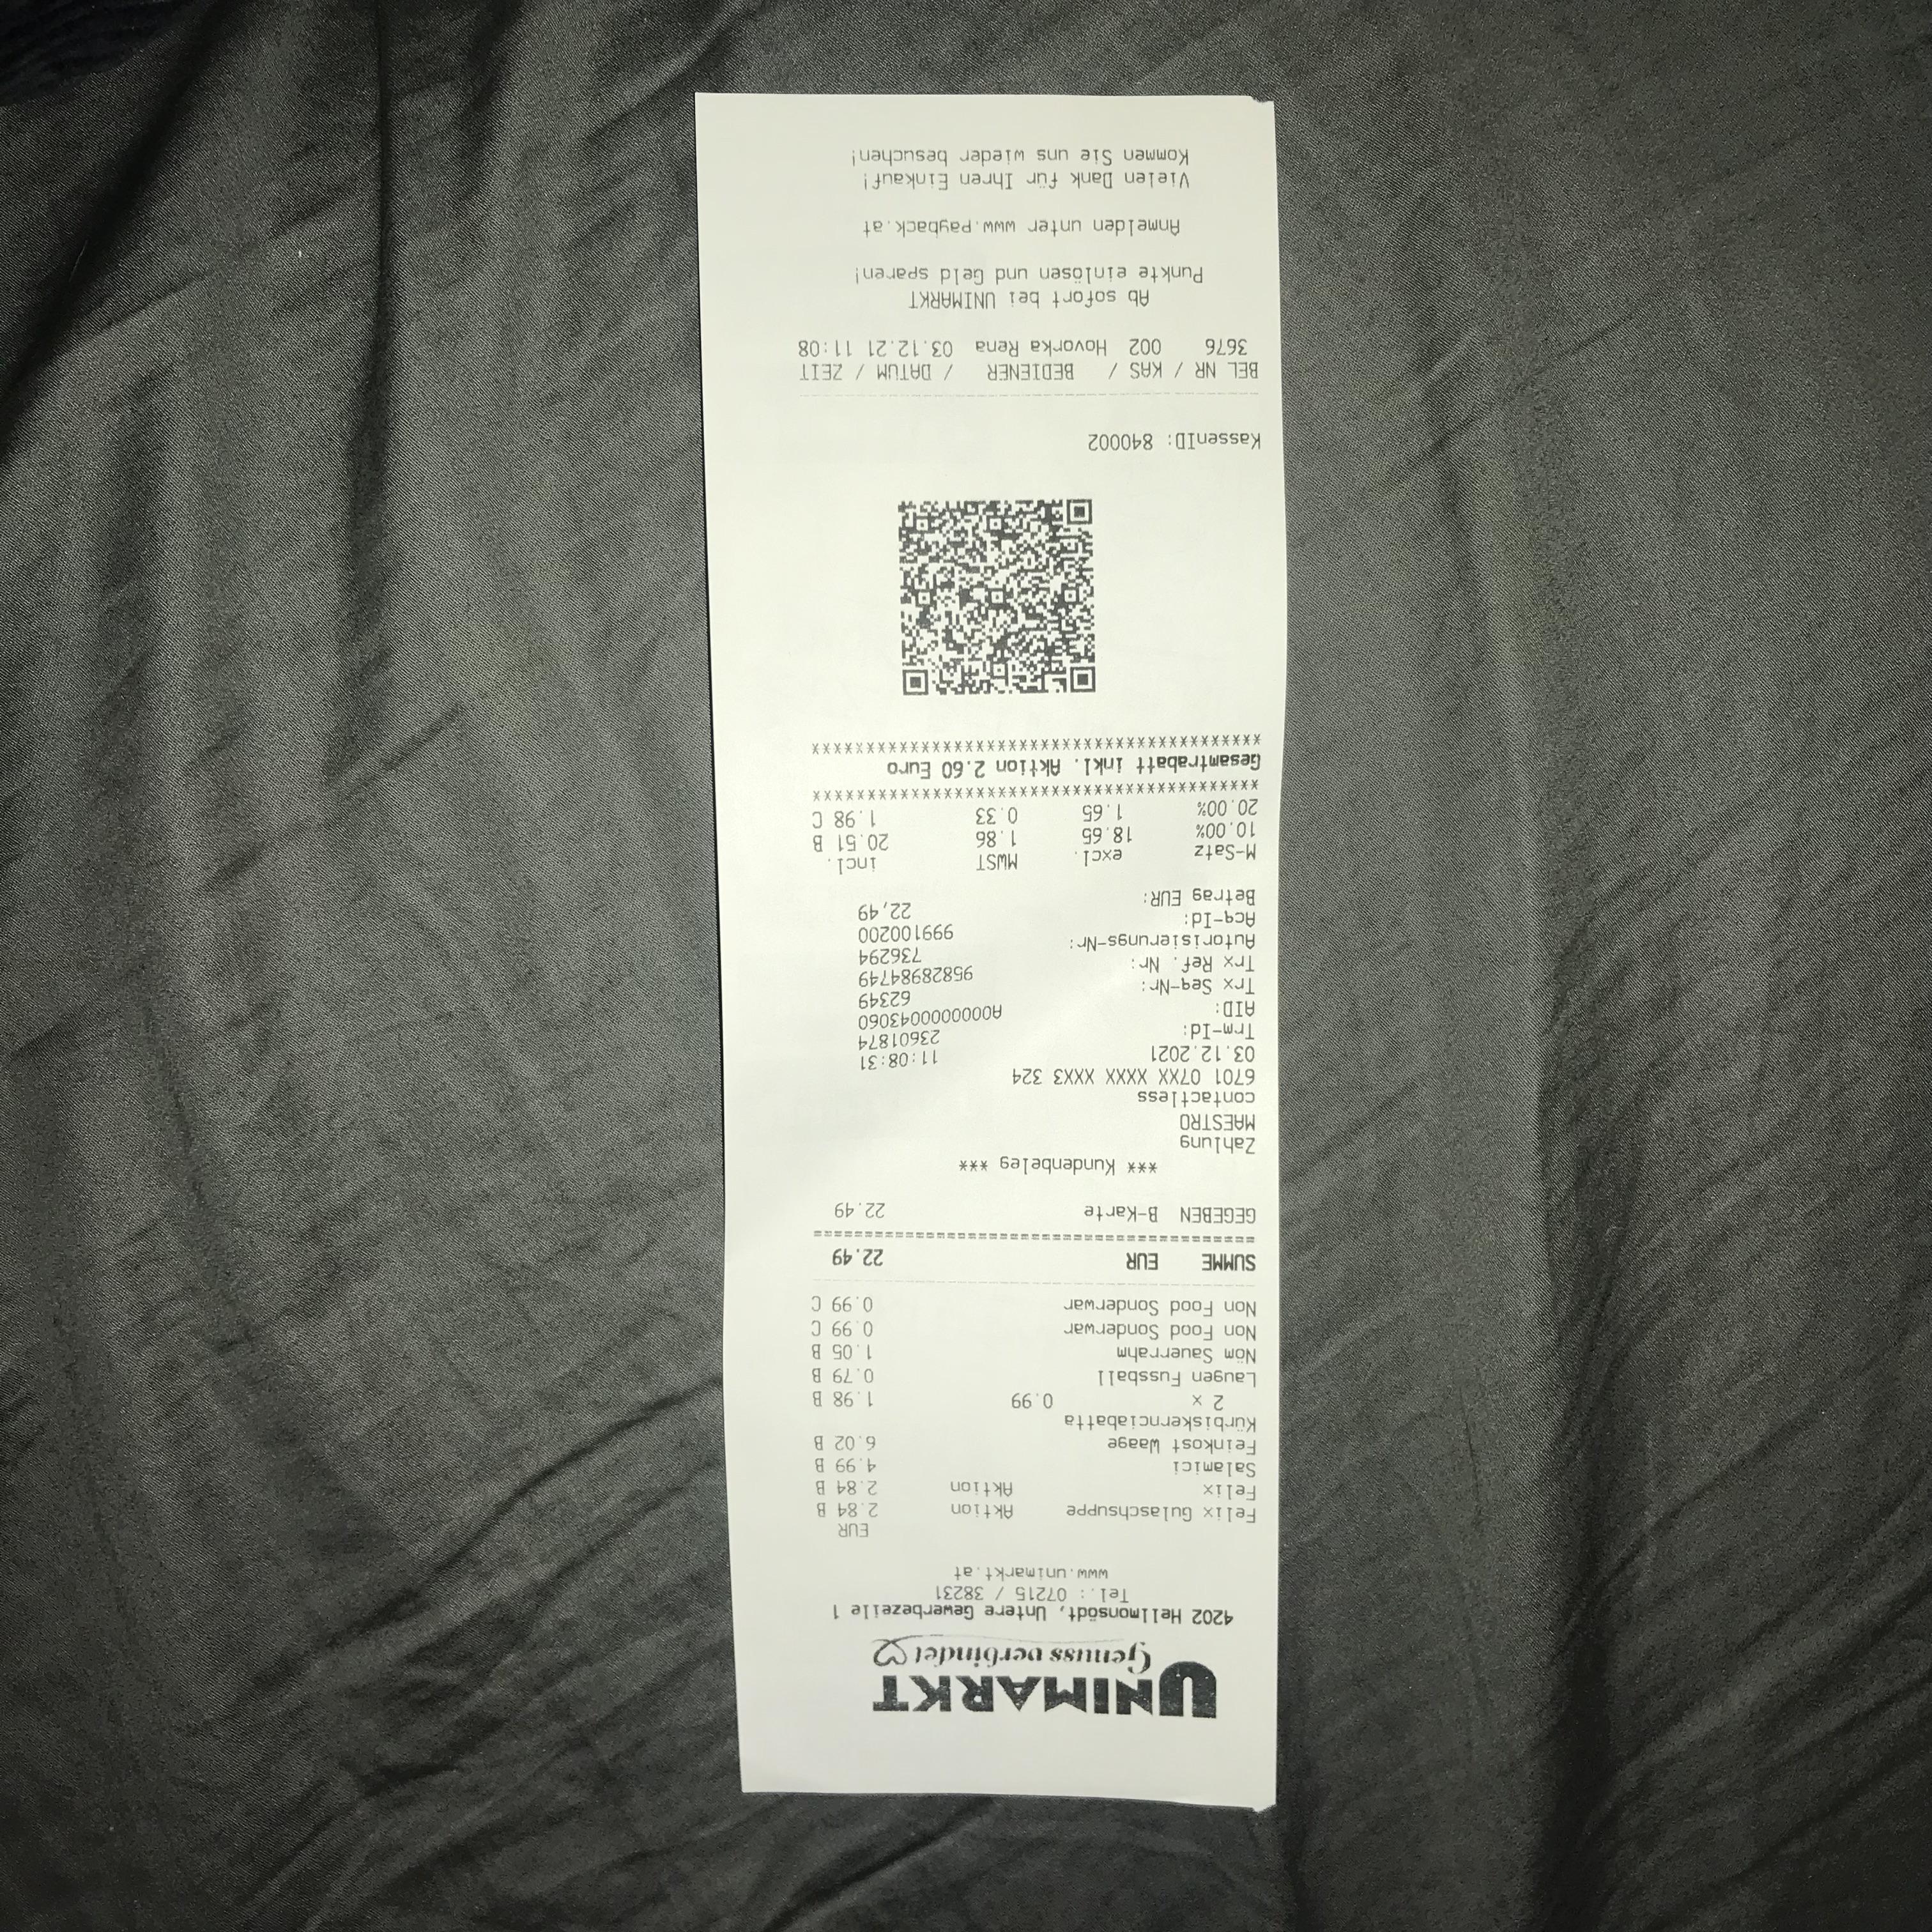 UNIMARKT
Genuss verbindet
4202 Hellmonsödt, Untere Gewerbezeile 1
Tel.: 07215 / 38231
www.unimarkt.at
EUR
Felix Gulaschsuppe Aktion 2.84 B
Felix Aktion 2.84 B
Salamici 4.99 B
Feinkost Waage 6.02 B
Kürbiskernciabatta
2 x 0.99 1.98 B
Laugen Fussball 0.79 B
Nöm Sauerrahm 1.05 B
Non Food Sonderwar 0.99 C
Non Food Sonderwar 0.99 C
SUMME EUR 22.49
GEGEBEN B-Karte 22.49
*** Kundenbeleg ***
Zahlung
MAESTRO
contactless
6701 07XX XXXX XXX3 324
03.12.2021 11:08:31
Trm-Id: 23601874
AID: A0000000043060
Trx Seq-Nr: 62349
Trx Ref. Nr: 95828984749
Autorisierungs-Nr: 736294
Acq-Id: 999100200
Betrag EUR: 22,49
M-Satz excl. MWST incl.
10.00% 18.65 1.86 20.51 B
20.00% 1.65 0.33 1.98 C
******************************************
Gesamtrabatt inkl. Aktion 2.60 Euro
******************************************
KassenID: 840002
BEL NR / KAS / BEDIENER / DATUM / ZEIT
3676 002 Hovorka Rena 03.12.21 11:08
Ab sofort bei UNIMARKT
Punkte einlösen und Geld sparen!
Anmelden unter www.payback.at
Vielen Dank für Ihren Einkauf!
Kommen Sie uns wieder besuchen!